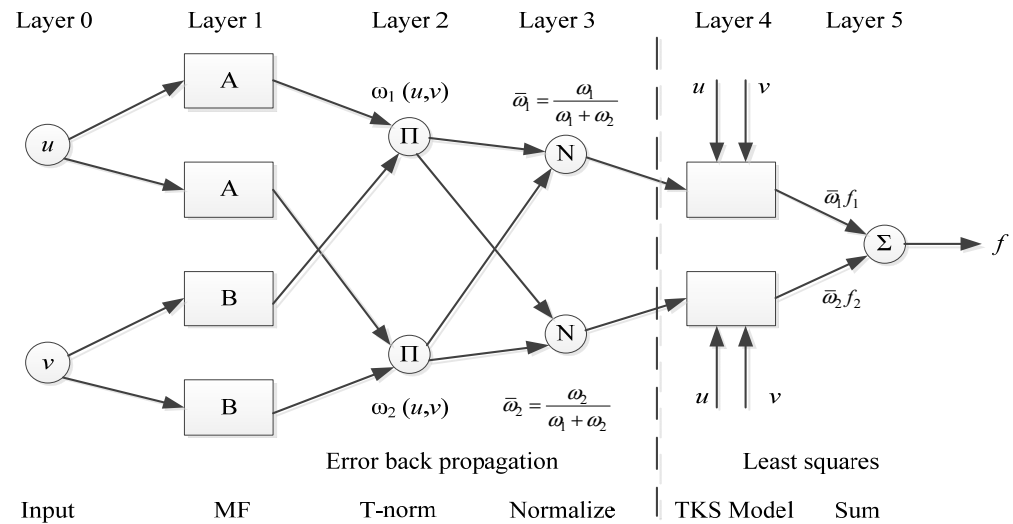 Layer 0 Layer 1 Layer 2 Layer 3 Layer 4 Layer 5
A
ω₁ (u,v)
ω̅₁ = ω₁ / (ω₁ + ω₂)
u v
u
Π
N
A
ω̅₁f₁
Σ
f
B
ω̅₂f₂
N
v
Π
B
ω₂ (u,v)
ω̅₂ = ω₂ / (ω₁ + ω₂)
u v
Error back propagation Least squares
Input MF T-norm Normalize TKS Model Sum